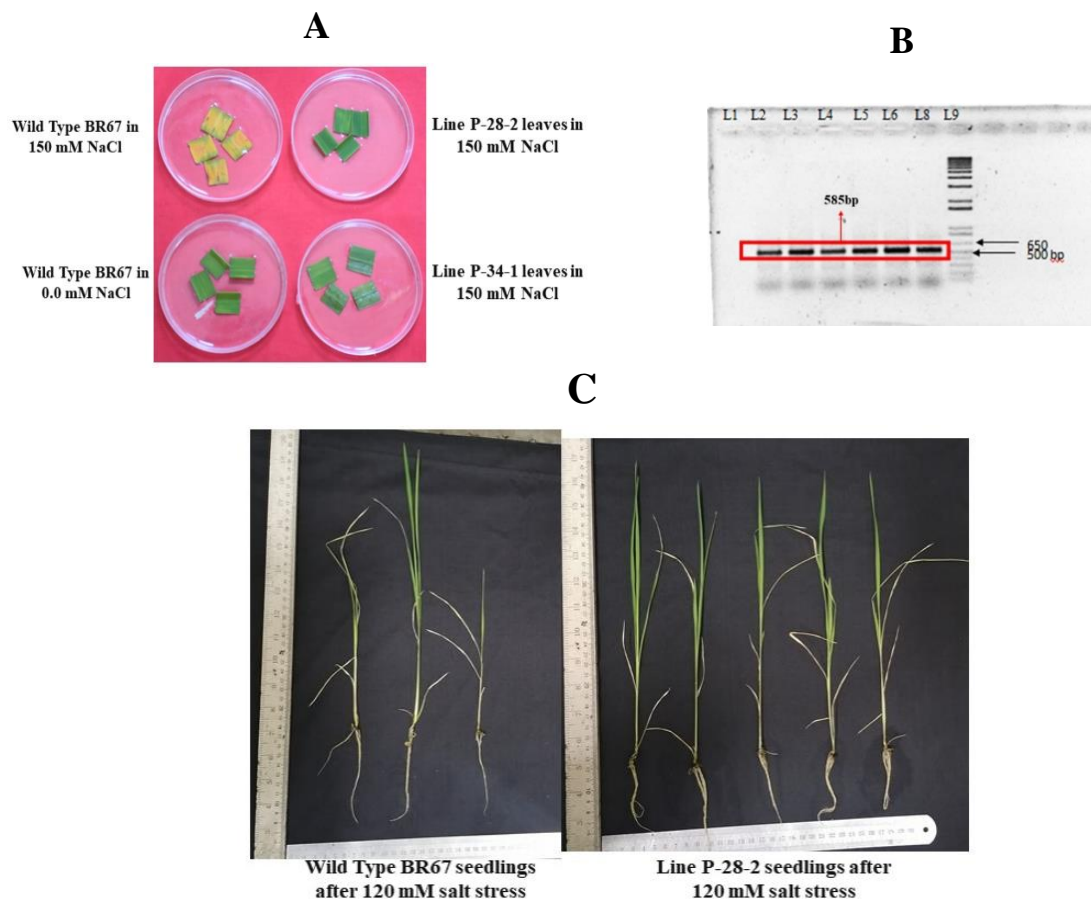 A
B
Wild Type BR67 in
150 mM NaCl
Line P-28-2 leaves in
150 mM NaCl
Wild Type BR67 in
0.0 mM NaCl
Line P-34-1 leaves in
150 mM NaCl
L1 L2 L3 L4 L5 L6 L8 L9
585bp
650
500 bp
C
Wild Type BR67 seedlings
after 120 mM salt stress
Line P-28-2 seedlings after
120 mM salt stress